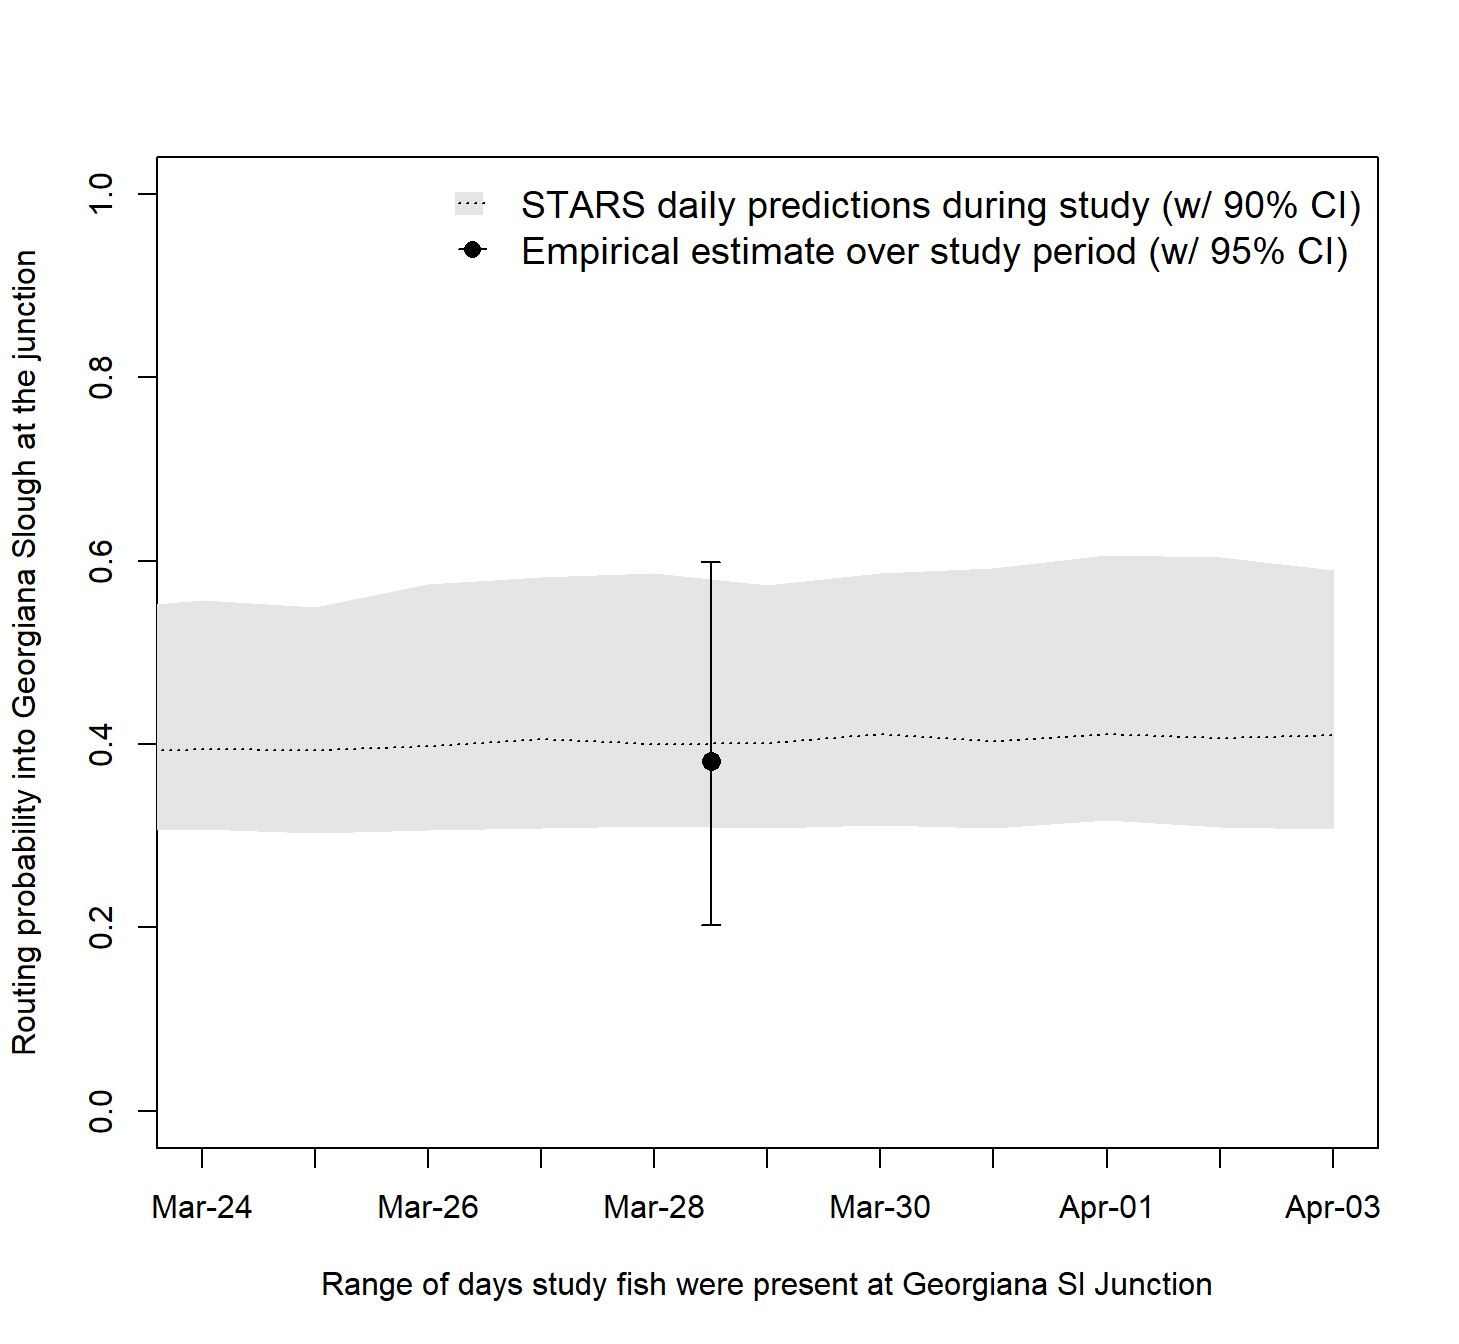 STARS daily predictions during study (w/ 90% CI)
Empirical estimate over study period (w/ 95% CI)
Routing probability into Georgiana Slough at the junction
1.0
0.8
0.6
0.4
0.2
0.0
Mar-24 Mar-26 Mar-28 Mar-30 Apr-01 Apr-03
Range of days study fish were present at Georgiana Sl Junction